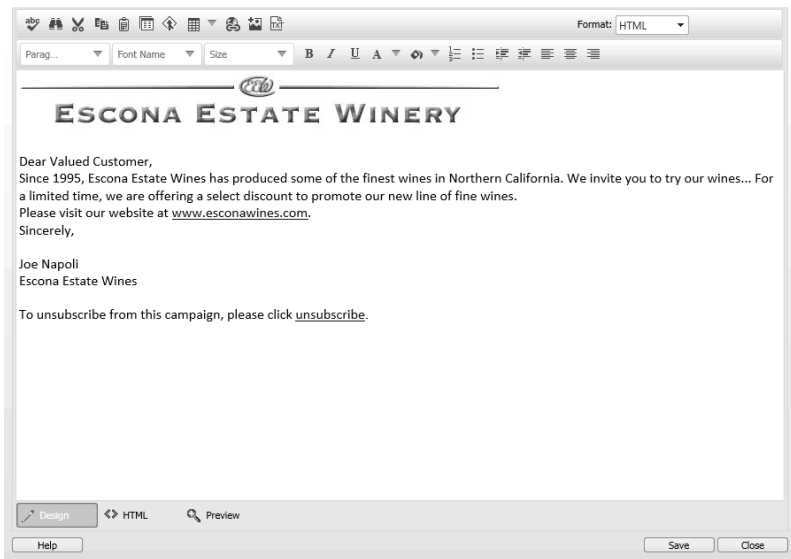 abc
TXT
Format: HTML
Parag... Font Name Size B I U A
EEW
ESCONA ESTATE WINERY
Dear Valued Customer,
Since 1995, Escona Estate Wines has produced some of the finest wines in Northern California. We invite you to try our wines... For
a limited time, we are offering a select discount to promote our new line of fine wines.
Please visit our website at www.esconawines.com.
Sincerely,
Joe Napoli
Escona Estate Wines
To unsubscribe from this campaign, please click unsubscribe.
Design HTML Preview
Help Save Close